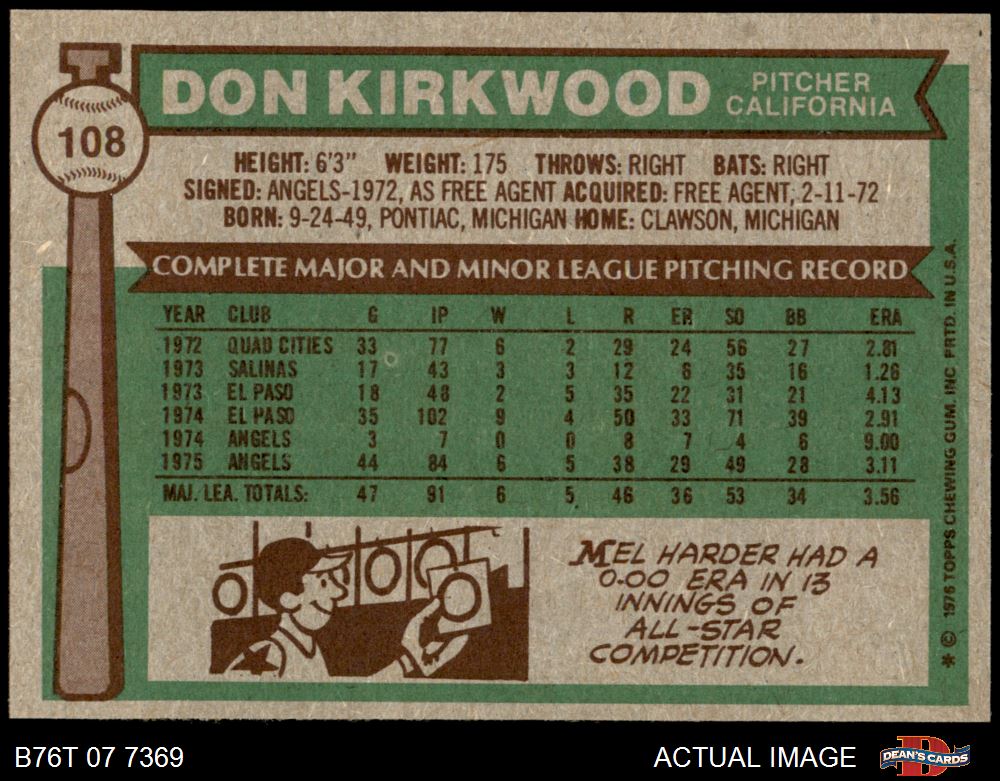 DON KIRKWOOD
PITCHER
CALIFORNIA
108
HEIGHT: 6'3" WEIGHT: 175 THROWS: RIGHT BATS: RIGHT
SIGNED: ANGELS-1972, AS FREE AGENT ACQUIRED: FREE AGENT, 2-11-72
BORN: 9-24-49, PONTIAC, MICHIGAN HOME: CLAWSON, MICHIGAN
COMPLETE MAJOR AND MINOR LEAGUE PITCHING RECORD
YEAR CLUB G IP W L R ER SO BB ERA
1972 QUAD CITIES 33 77 6 2 29 24 56 27 2.81
1973 SALINAS 17 43 3 3 12 6 35 16 1.26
1973 EL PASO 18 48 2 5 35 22 31 21 4.13
1974 EL PASO 35 102 9 4 50 33 71 39 2.91
1974 ANGELS 3 7 0 0 8 7 4 6 9.00
1975 ANGELS 44 84 6 5 38 29 49 28 3.11
MAJ. LEA. TOTALS: 47 91 6 5 46 36 53 34 3.56
MEL HARDER HAD A
0.00 ERA IN 13
INNINGS OF
ALL-STAR
COMPETITION.
* © 1976 TOPPS CHEWING GUM, INC PRTD. IN U.S.A.
B76T 07 7369
ACTUAL IMAGE
DEAN'S CARDS